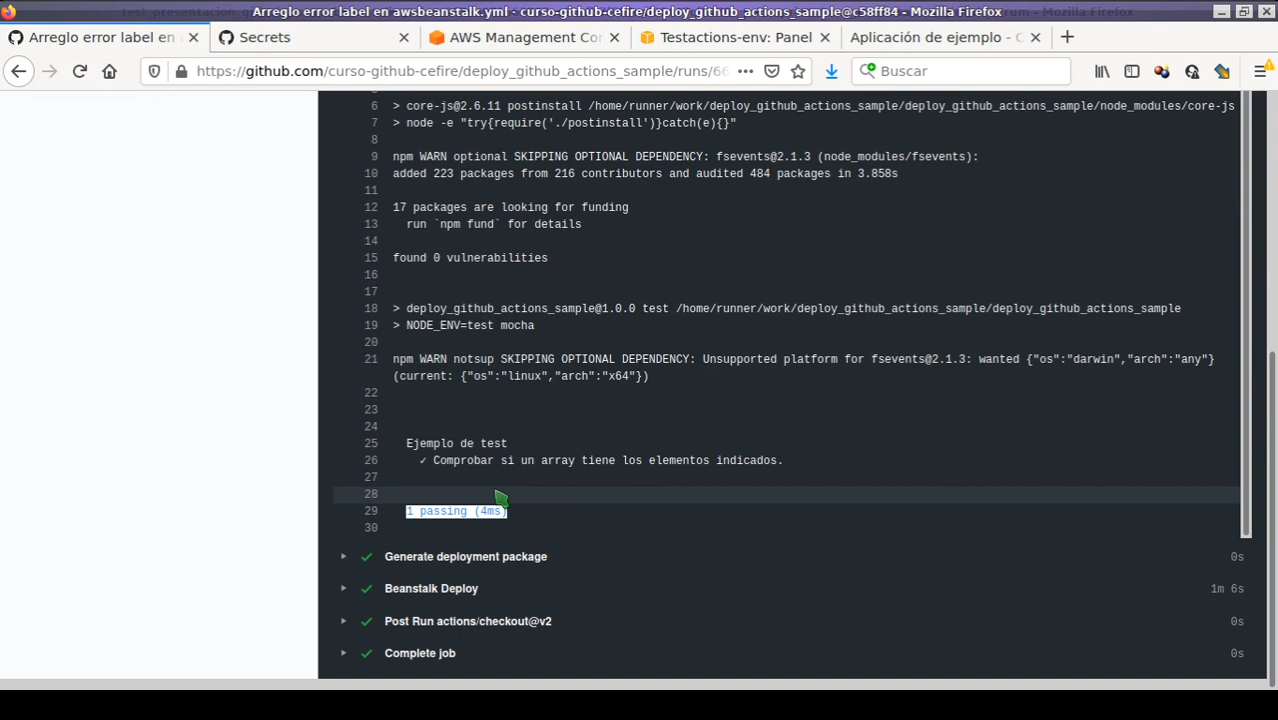 Arreglo error label en awsbeanstalk.yml - curso-github-cefire/deploy_github_actions_sample@c58ff84 - Mozilla Firefox
Arreglo error label en
Secrets
AWS Management Con
Testactions-env: Panel
Aplicación de ejemplo - C
https://github.com/curso-github-cefire/deploy_github_actions_sample/runs/66
Buscar
6 > core-js@2.6.11 postinstall /home/runner/work/deploy_github_actions_sample/deploy_github_actions_sample/node_modules/core-js
7 > node -e "try{require('./postinstall')}catch(e){}"
8
9 npm WARN optional SKIPPING OPTIONAL DEPENDENCY: fsevents@2.1.3 (node_modules/fsevents):
10 added 223 packages from 216 contributors and audited 484 packages in 3.858s
11
12 17 packages are looking for funding
13 run `npm fund` for details
14
15 found 0 vulnerabilities
16
17
18 > deploy_github_actions_sample@1.0.0 test /home/runner/work/deploy_github_actions_sample/deploy_github_actions_sample
19 > NODE_ENV=test mocha
20
21 npm WARN notsup SKIPPING OPTIONAL DEPENDENCY: Unsupported platform for fsevents@2.1.3: wanted {"os":"darwin","arch":"any"}
(current: {"os":"linux","arch":"x64"})
22
23
24
25 Ejemplo de test
26 ✓ Comprobar si un array tiene los elementos indicados.
27
28
29 1 passing (4ms)
30
Generate deployment package 0s
Beanstalk Deploy 1m 6s
Post Run actions/checkout@v2 0s
Complete job 0s